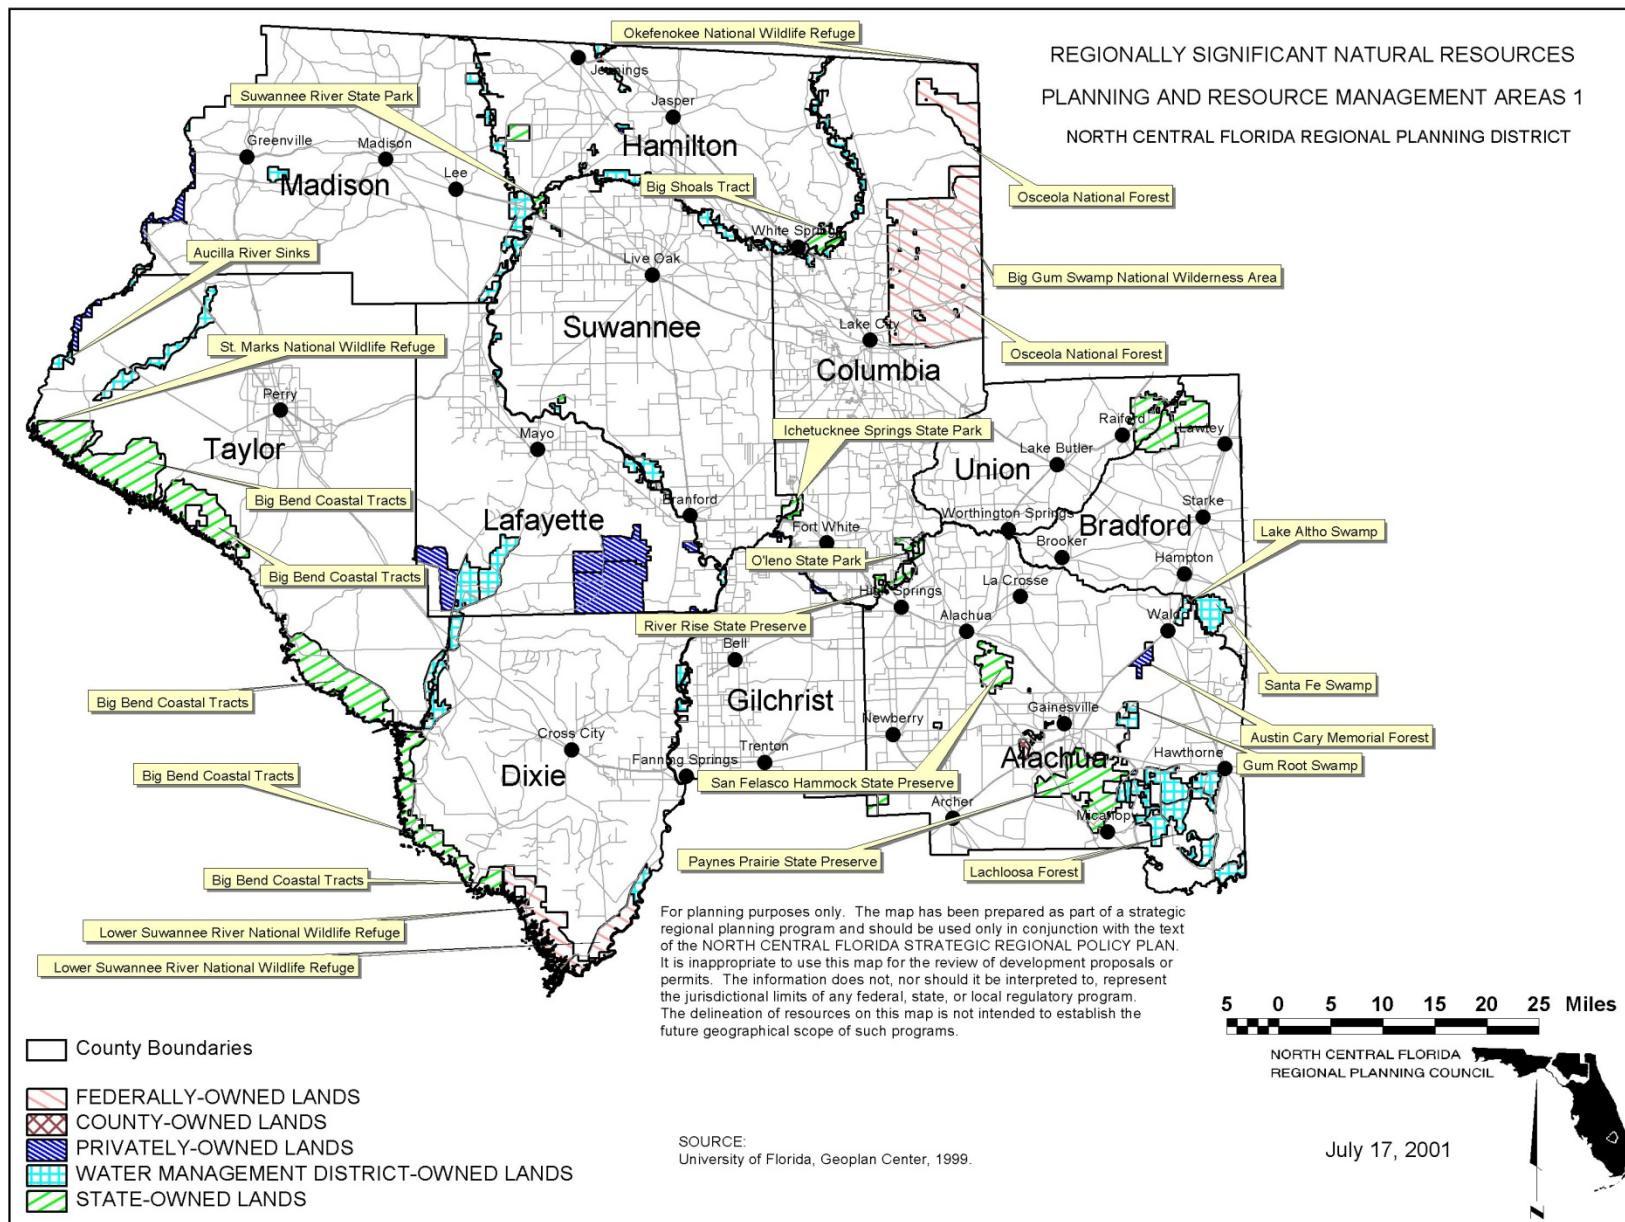 REGIONALLY SIGNIFICANT NATURAL RESOURCES
PLANNING AND RESOURCE MANAGEMENT AREAS 1
NORTH CENTRAL FLORIDA REGIONAL PLANNING DISTRICT
Okefenokee National Wildlife Refuge
Jennings
Suwannee River State Park
Jasper
Greenville
Madison
Hamilton
Lee
Madison
Big Shoals Tract
Osceola National Forest
White Springs
Aucilla River Sinks
Live Oak
Big Gum Swamp National Wilderness Area
Suwannee
Lake City
St. Marks National Wildlife Refuge
Osceola National Forest
Columbia
Perry
Ichetucknee Springs State Park
Raiford
Lawtey
Mayo
Taylor
Lake Butler
Union
Big Bend Coastal Tracts
Branford
Starke
Lafayette
Worthington Springs
Bradford
Fort White
Lake Altho Swamp
Brooker
O'leno State Park
Hampton
Big Bend Coastal Tracts
La Crosse
High Springs
Waldo
River Rise State Preserve
Alachua
Bell
Santa Fe Swamp
Big Bend Coastal Tracts
Gilchrist
Gainesville
Newberry
Austin Cary Memorial Forest
Cross City
Trenton
Hawthorne
Fanning Springs
Alachua
Gum Root Swamp
Big Bend Coastal Tracts
Dixie
San Felasco Hammock State Preserve
Archer
Micanopy
Paynes Prairie State Preserve
Lachloosa Forest
Big Bend Coastal Tracts
Lower Suwannee River National Wildlife Refuge
Lower Suwannee River National Wildlife Refuge
For planning purposes only. The map has been prepared as part of a strategic
regional planning program and should be used only in conjunction with the text
of the NORTH CENTRAL FLORIDA STRATEGIC REGIONAL POLICY PLAN.
It is inappropriate to use this map for the review of development proposals or
permits. The information does not, nor should it be interpreted to, represent
the jurisdictional limits of any federal, state, or local regulatory program.
The delineation of resources on this map is not intended to establish the
future geographical scope of such programs.
5 0 5 10 15 20 25 Miles
NORTH CENTRAL FLORIDA
REGIONAL PLANNING COUNCIL
County Boundaries
FEDERALLY-OWNED LANDS
COUNTY-OWNED LANDS
PRIVATELY-OWNED LANDS
WATER MANAGEMENT DISTRICT-OWNED LANDS
STATE-OWNED LANDS
SOURCE:
University of Florida, Geoplan Center, 1999.
July 17, 2001
N